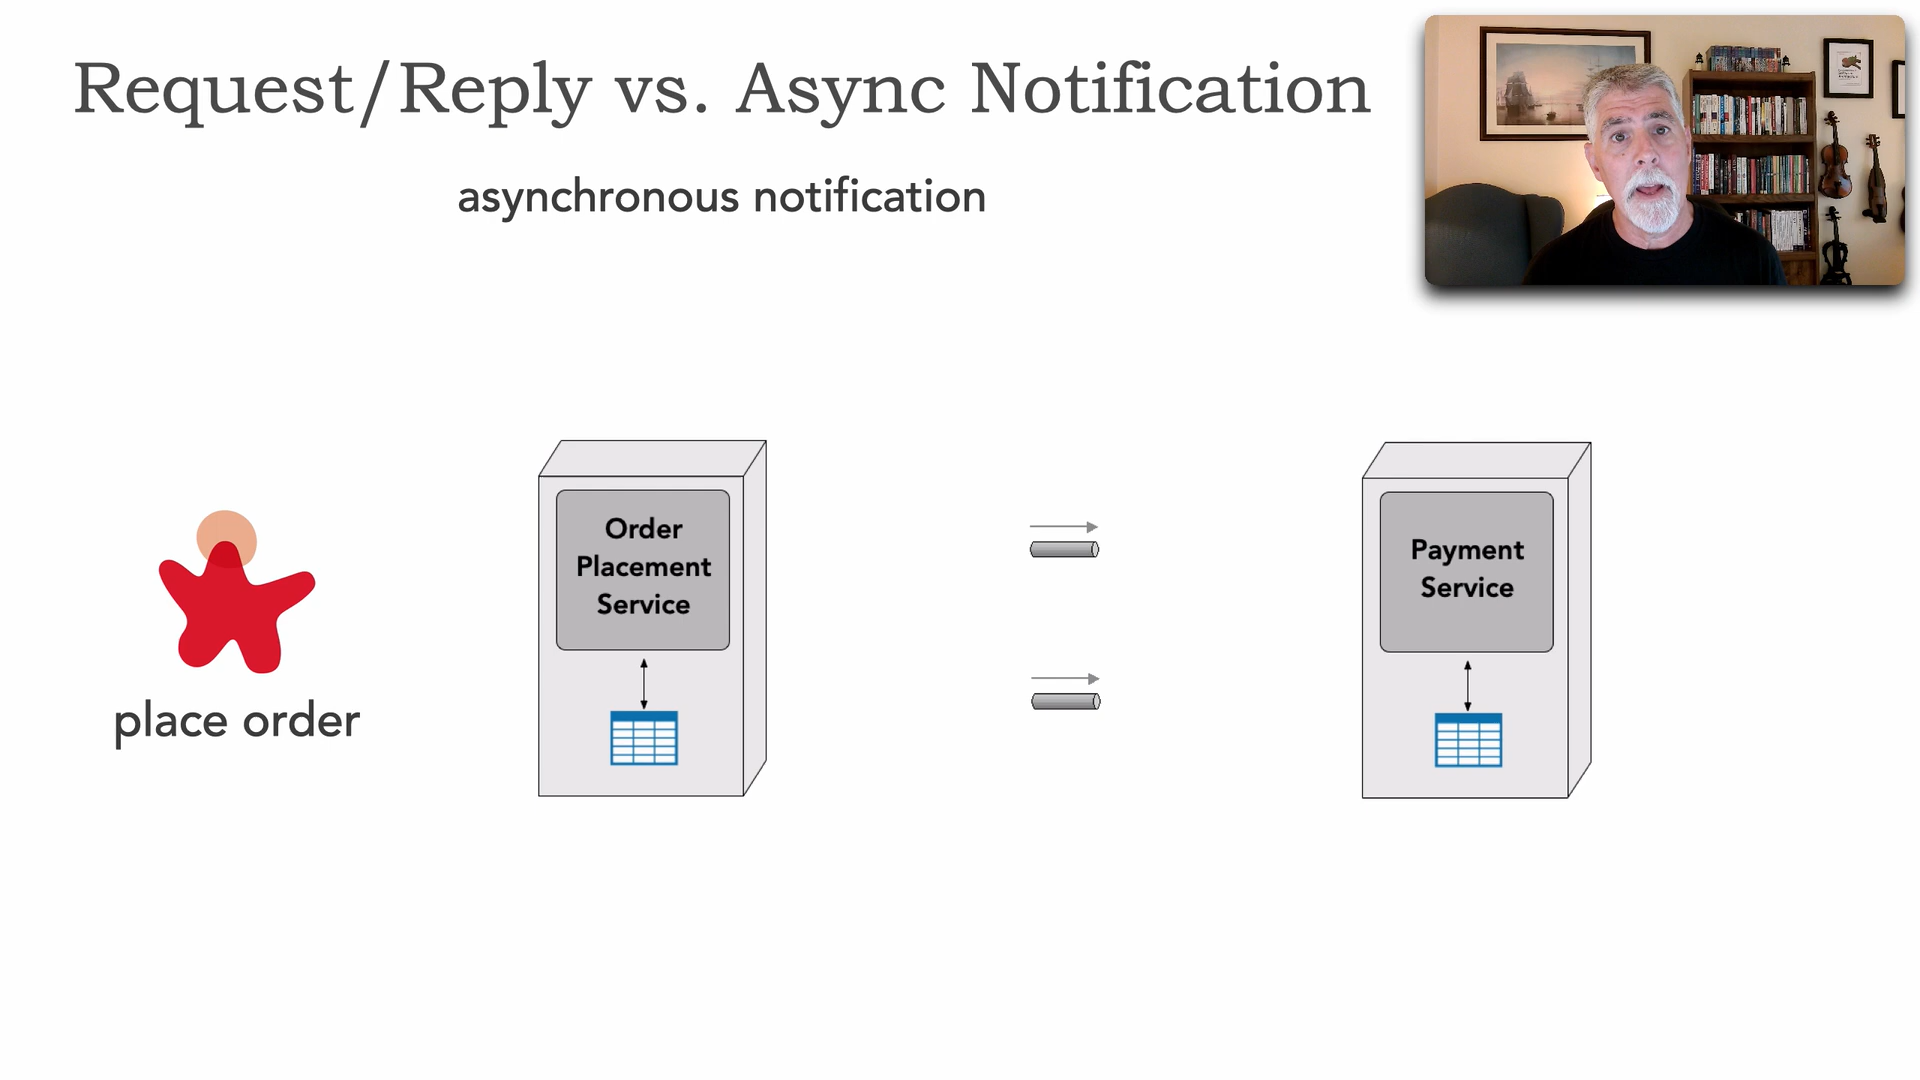 Request/Reply vs. Async Notification
asynchronous notification
Order
Placement
Service
Payment
Service
place order